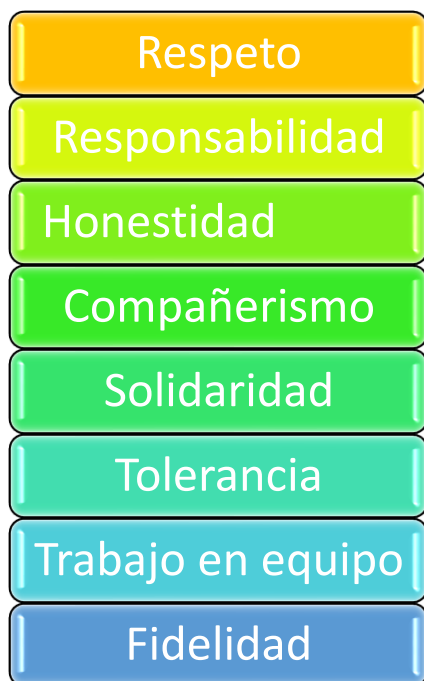 Respeto
Responsabilidad
Honestidad
Compañerismo
Solidaridad
Tolerancia
Trabajo en equipo
Fidelidad